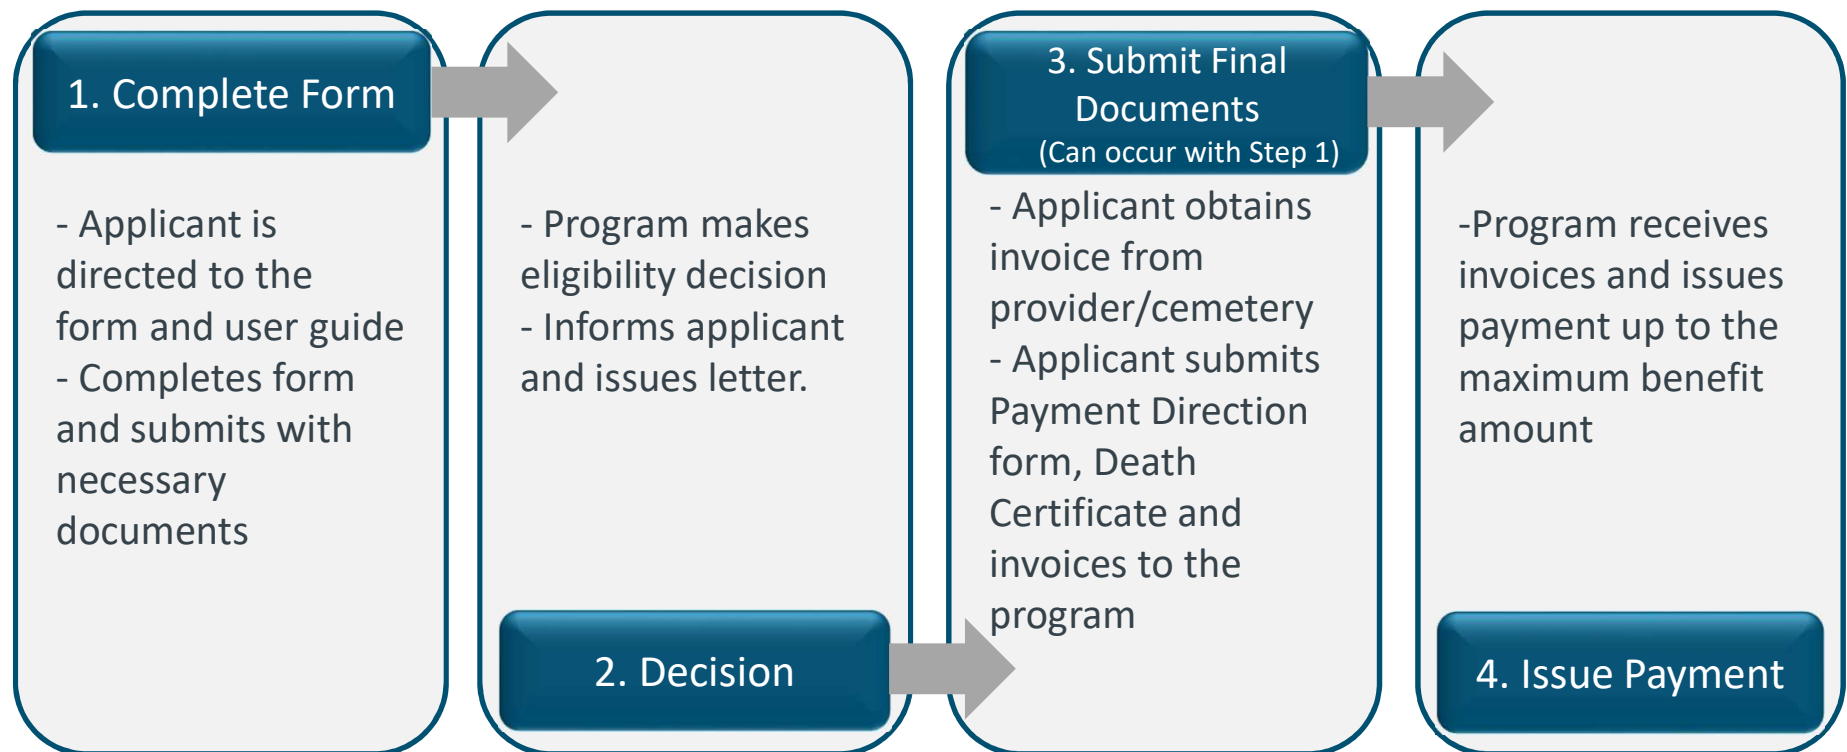 1. Complete Form
- Applicant is
directed to the
form and user guide
- Completes form
and submits with
necessary
documents
- Program makes
eligibility decision
- Informs applicant
and issues letter.
2. Decision
3. Submit Final
Documents
(Can occur with Step 1)
- Applicant obtains
invoice from
provider/cemetery
- Applicant submits
Payment Direction
form, Death
Certificate and
invoices to the
program
-Program receives
invoices and issues
payment up to the
maximum benefit
amount
4. Issue Payment